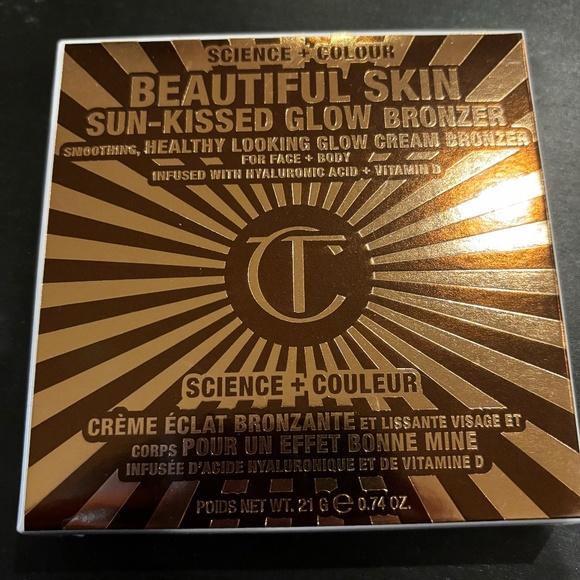 SCIENCE + COLOUR
BEAUTIFUL SKIN
SUN-KISSED GLOW BRONZER
SMOOTHING, HEALTHY LOOKING GLOW CREAM BRONZER
FOR FACE + BODY
INFUSED WITH HYALURONIC ACID + VITAMIN D
CT
SCIENCE + COULEUR
CRÈME ÉCLAT BRONZANTE ET LISSANTE VISAGE ET
CORPS POUR UN EFFET BONNE MINE
INFUSÉE D'ACIDE HYALURONIQUE ET DE VITAMINE D
POIDS NET WT. 21 G ℮ 0.74 OZ.